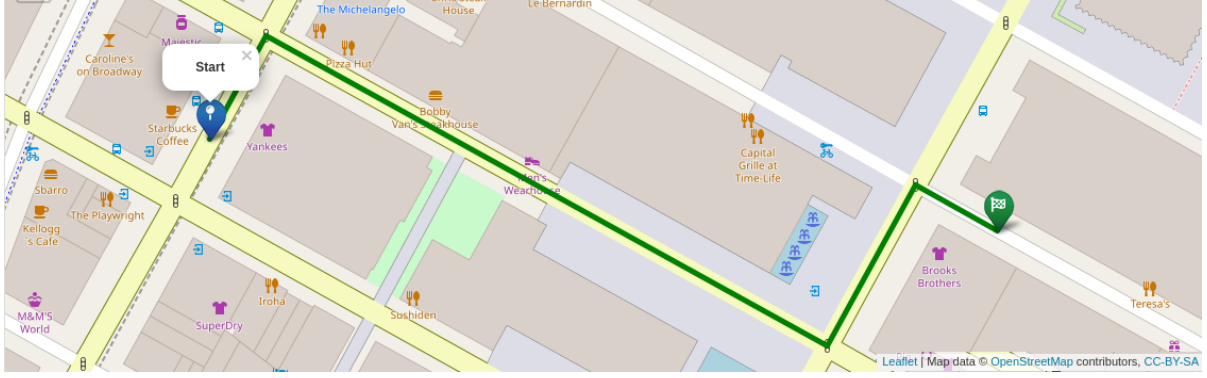 The Michelangelo
House
Le Bernardin
Majestic
Caroline's
on Broadway
Pizza Hut
×
Start
Starbucks
Coffee
Bobby
Van's Steakhouse
Yankees
Capital
Grille at
Time-Life
Men's
Wearhouse
Sbarro
The Playwright
Kellogg
's Cafe
Brooks
Brothers
M&M'S
World
Iroha
SuperDry
Sushiden
Teresa's
Leaflet | Map data © OpenStreetMap contributors, CC-BY-SA